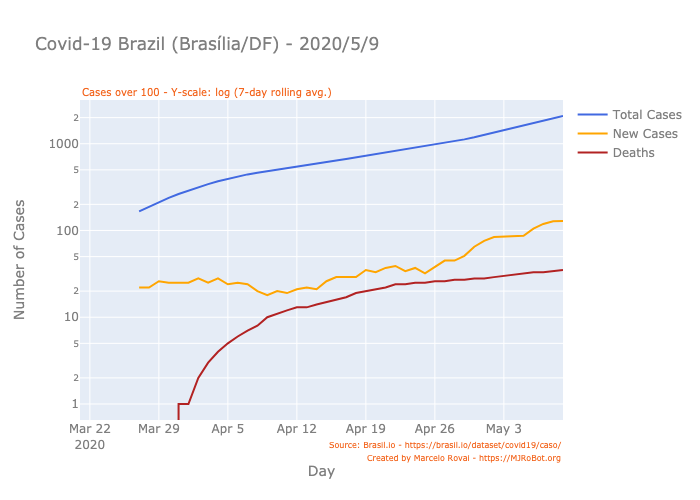 Covid-19 Brazil (Brasília/DF) - 2020/5/9
Cases over 100 - Y-scale: log (7-day rolling avg.)
Total Cases
New Cases
Deaths
Number of Cases
2
1000
5
2
100
5
2
10
5
2
1
Mar 22 Mar 29 Apr 5 Apr 12 Apr 19 Apr 26 May 3
2020
Source: Brasil.io - https://brasil.io/dataset/covid19/caso/
Created by Marcelo Rovai - https://MJRoBot.org
Day